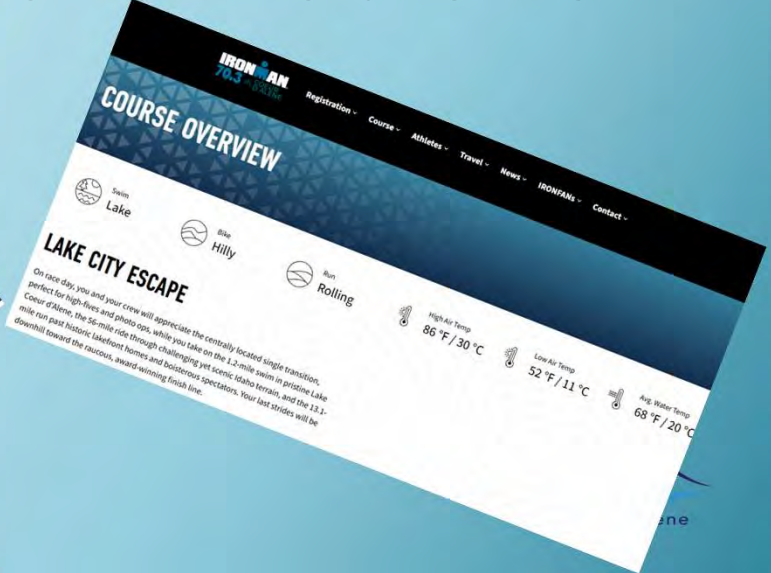 IRONMAN
70.3 COEUR D'ALENE
Registration Course Athletes Travel News IRONFANs Contact
COURSE OVERVIEW
Swim
Lake
Bike
Hilly
Run
Rolling
High Air Temp
86 °F / 30 °C
Low Air Temp
52 °F / 11 °C
Avg. Water Temp
68 °F / 20 °C
LAKE CITY ESCAPE
On race day, you and your crew will appreciate the centrally located single transition,
perfect for high-fives and photo ops, while you take on the 1.2-mile swim in pristine Lake
Coeur d'Alene, the 56-mile ride through challenging yet scenic Idaho terrain, and the 13.1-
mile run past historic lakefront homes and boisterous spectators. Your last strides will be
downhill toward the raucous, award-winning finish line.
ene